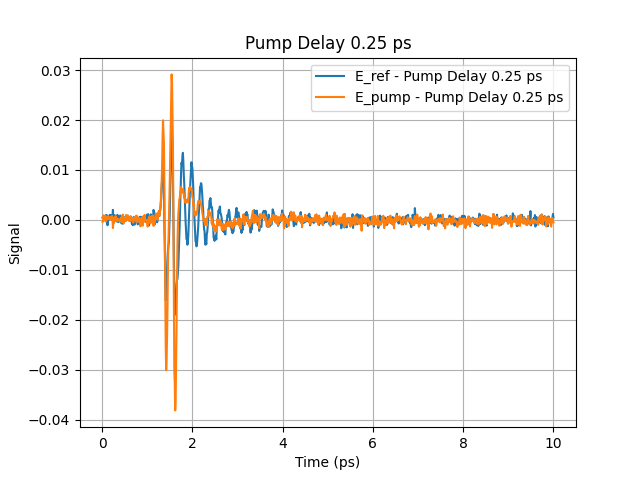 Pump Delay 0.25 ps
E_ref - Pump Delay 0.25 ps
E_pump - Pump Delay 0.25 ps
0.03
0.02
0.01
0.00
−0.01
−0.02
−0.03
−0.04
Signal
0 2 4 6 8 10
Time (ps)